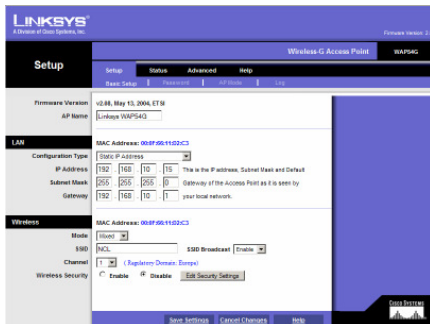 LINKSYS®
A Division of Cisco Systems, Inc.
Firmware Version: 2.
Wireless-G Access Point WAP54G
Setup
Setup Status Advanced Help
Basic Setup | Password | AP Mode | Log
Firmware Version v2.08, May 13, 2004, ETSI
AP Name Linksys WAP54G
LAN MAC Address: 00:0F:66:11:D2:C3
Configuration Type Static IP Address
IP Address 192 . 168 . 10 . 15 This is the IP address, Subnet Mask and Default
Subnet Mask 255 . 255 . 255 . 0 Gateway of the Access Point as it is seen by
Gateway 192 . 168 . 10 . 1 your local network.
Wireless MAC Address: 00:0F:66:11:D2:C3
Mode Mixed
SSID NCL SSID Broadcast Enable
Channel 1 (Regulatory Domain: Europe)
Wireless Security Enable Disable Edit Security Settings
Save Settings Cancel Changes Help
CISCO SYSTEMS